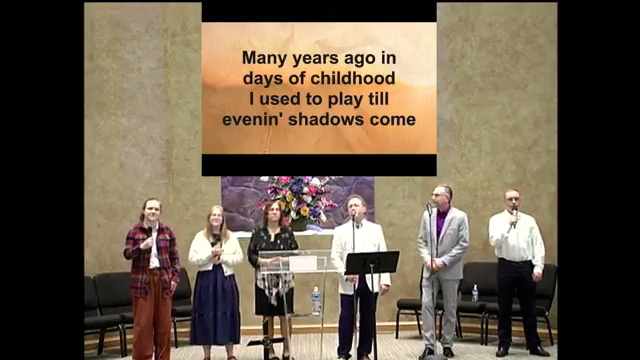 Many years ago in
days of childhood
I used to play till
evenin' shadows come